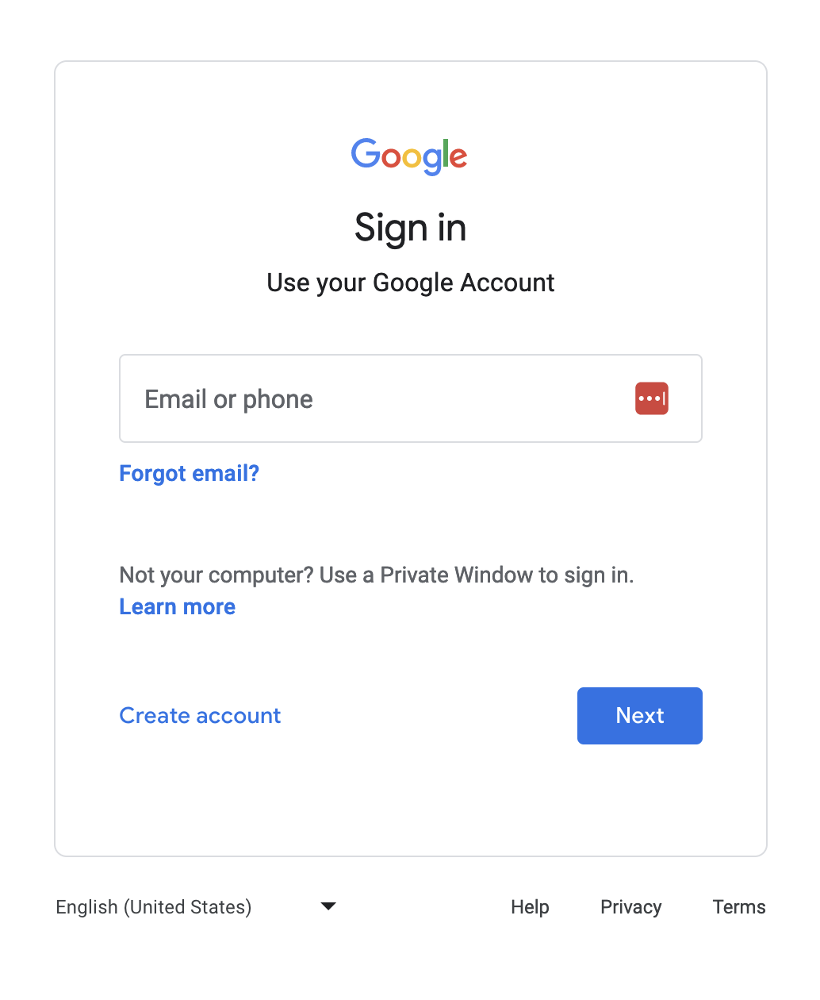 Google
Sign in
Use your Google Account
Email or phone
Forgot email?
Not your computer? Use a Private Window to sign in.
Learn more
Create account
Next
English (United States)
Help
Privacy
Terms